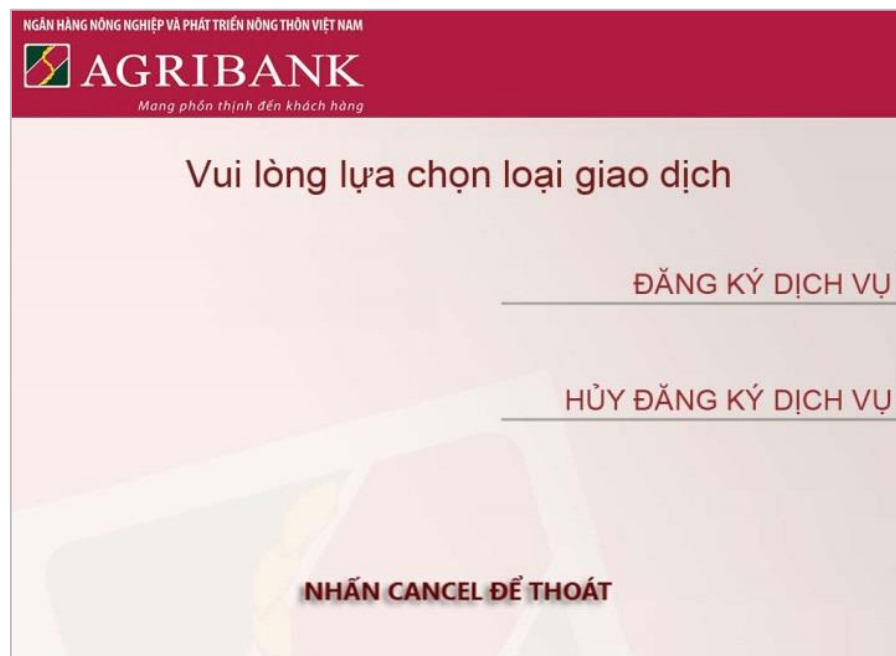 NGÂN HÀNG NÔNG NGHIỆP VÀ PHÁT TRIỂN NÔNG THÔN VIỆT NAM
AGRIBANK
Mang phồn thịnh đến khách hàng
Vui lòng lựa chọn loại giao dịch
ĐĂNG KÝ DỊCH VỤ
HỦY ĐĂNG KÝ DỊCH VỤ
NHẤN CANCEL ĐỂ THOÁT